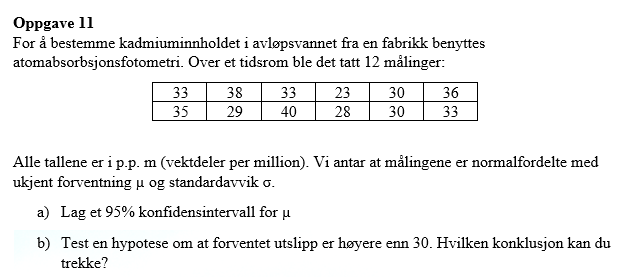 Oppgave 11
For å bestemme kadmiuminnholdet i avløpsvannet fra en fabrikk benyttes
atomabsorbsjonsfotometri. Over et tidsrom ble det tatt 12 målinger:
33 38 33 23 30 36
35 29 40 28 30 33
Alle tallene er i p.p. m (vektdeler per million). Vi antar at målingene er normalfordelte med
ukjent forventning μ og standardavvik σ.
a) Lag et 95% konfidensintervall for μ
b) Test en hypotese om at forventet utslipp er høyere enn 30. Hvilken konklusjon kan du
trekke?